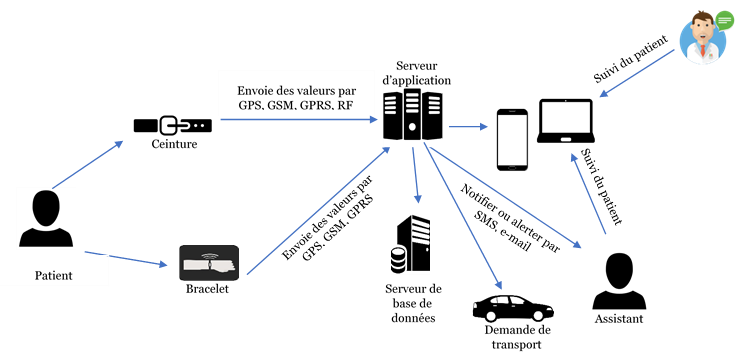 Suivi du patient
Serveur
d'application
Envoie des valeurs par
GPS, GSM, GPRS, RF
Ceinture
Envoie des valeurs par
GPS, GSM, GPRS
Notifier ou alerter par
SMS, e-mail
Suivi du patient
Patient
Bracelet
Serveur de
base de
données
Demande de
transport
Assistant